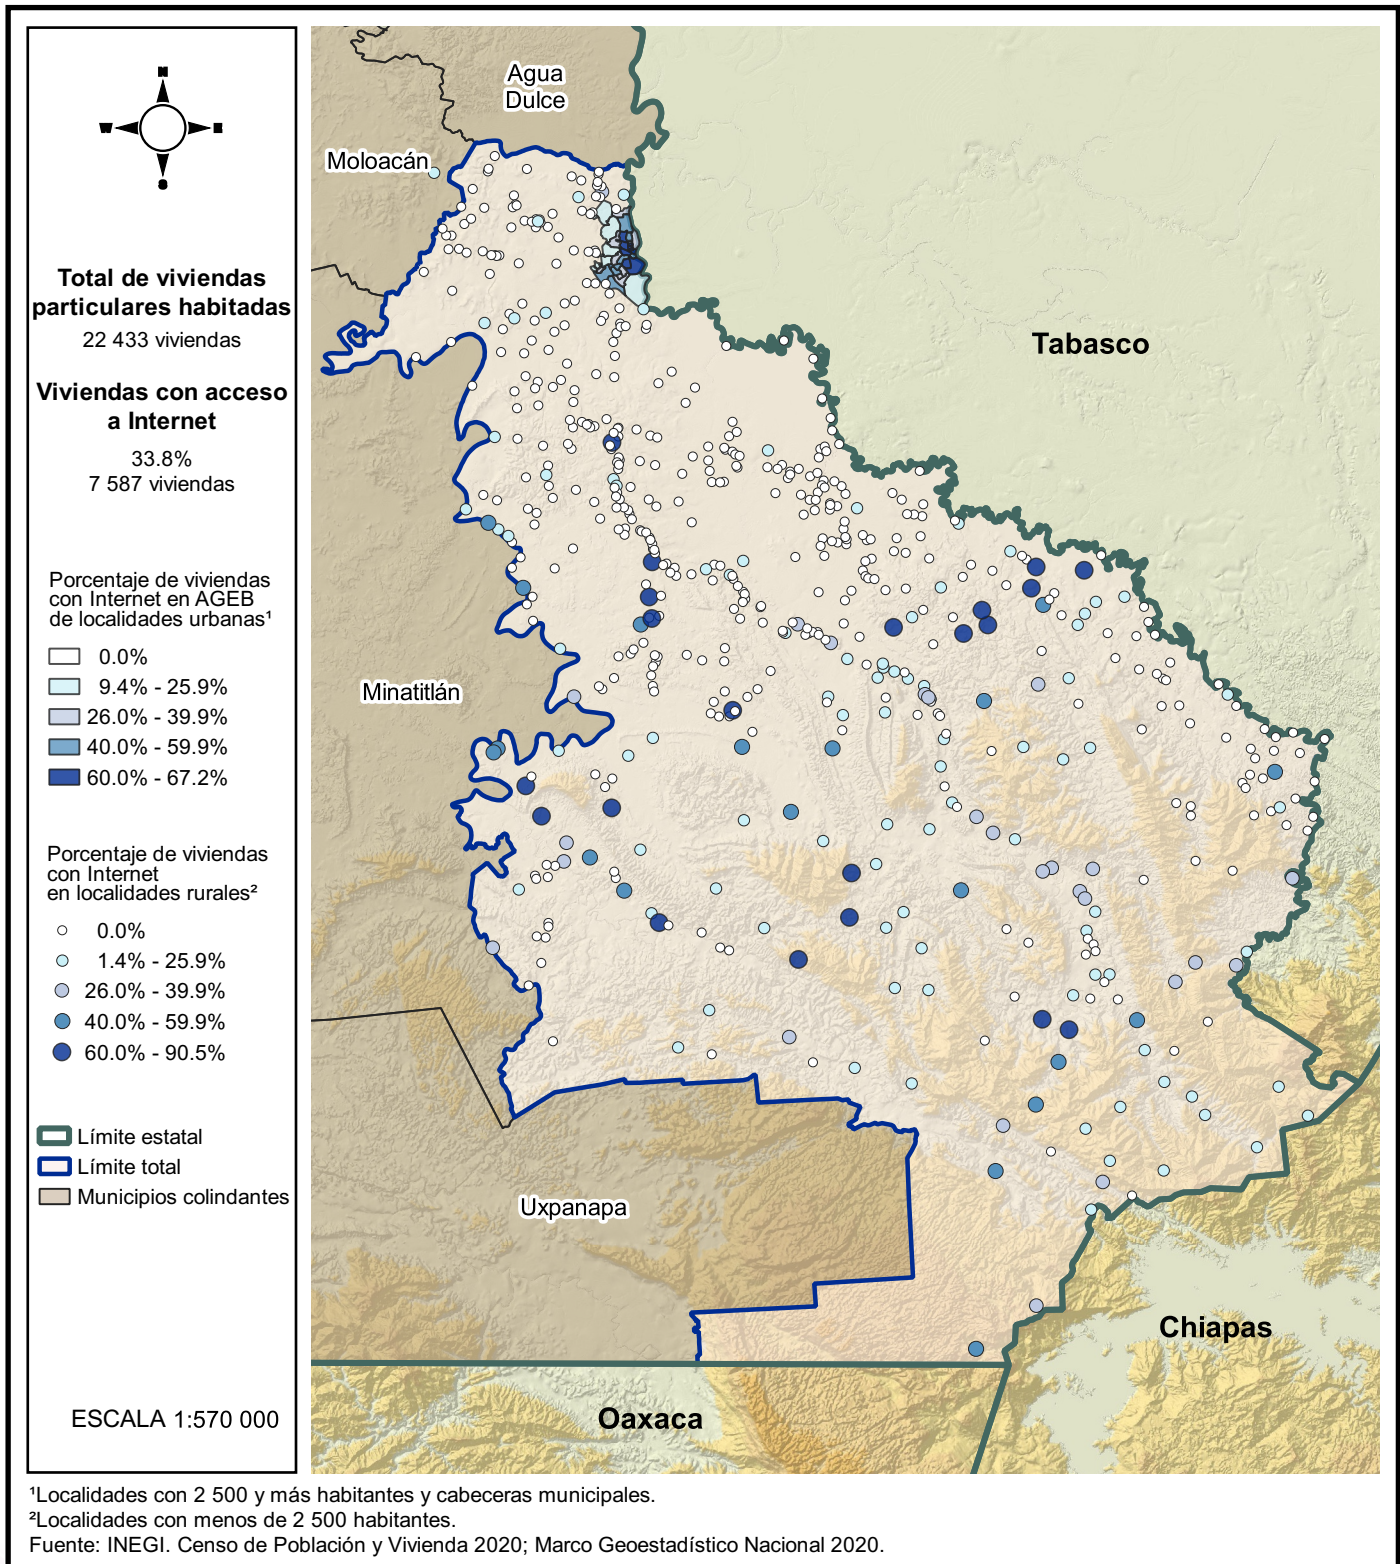 N
W
E
S
Total de viviendas
particulares habitadas
22 433 viviendas
Viviendas con acceso
a Internet
33.8%
7 587 viviendas
Porcentaje de viviendas
con Internet en AGEB
de localidades urbanas¹
0.0%
9.4% - 25.9%
26.0% - 39.9%
40.0% - 59.9%
60.0% - 67.2%
Porcentaje de viviendas
con Internet
en localidades rurales²
0.0%
1.4% - 25.9%
26.0% - 39.9%
40.0% - 59.9%
60.0% - 90.5%
Límite estatal
Límite total
Municipios colindantes
ESCALA 1:570 000
Agua
Dulce
Moloacán
Tabasco
Minatitlán
Uxpanapa
Chiapas
Oaxaca
¹Localidades con 2 500 y más habitantes y cabeceras municipales.
²Localidades con menos de 2 500 habitantes.
Fuente: INEGI. Censo de Población y Vivienda 2020; Marco Geoestadístico Nacional 2020.